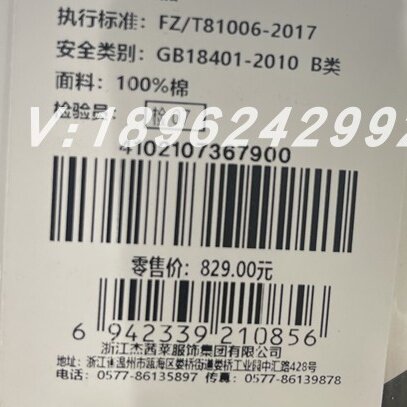 执行标准：FZ/T81006-2017
安全类别：GB18401-2010 B类
面料：100%棉
检验员：
V:1896242992
4102107367900
零售价：829.00元
6 942339 210856
浙江杰茜莱服饰集团有限公司
地址：浙江省温州市瓯海区娄桥街道娄桥工业园中汇路428号
电话：0577-86135897 传真：0577-86139878